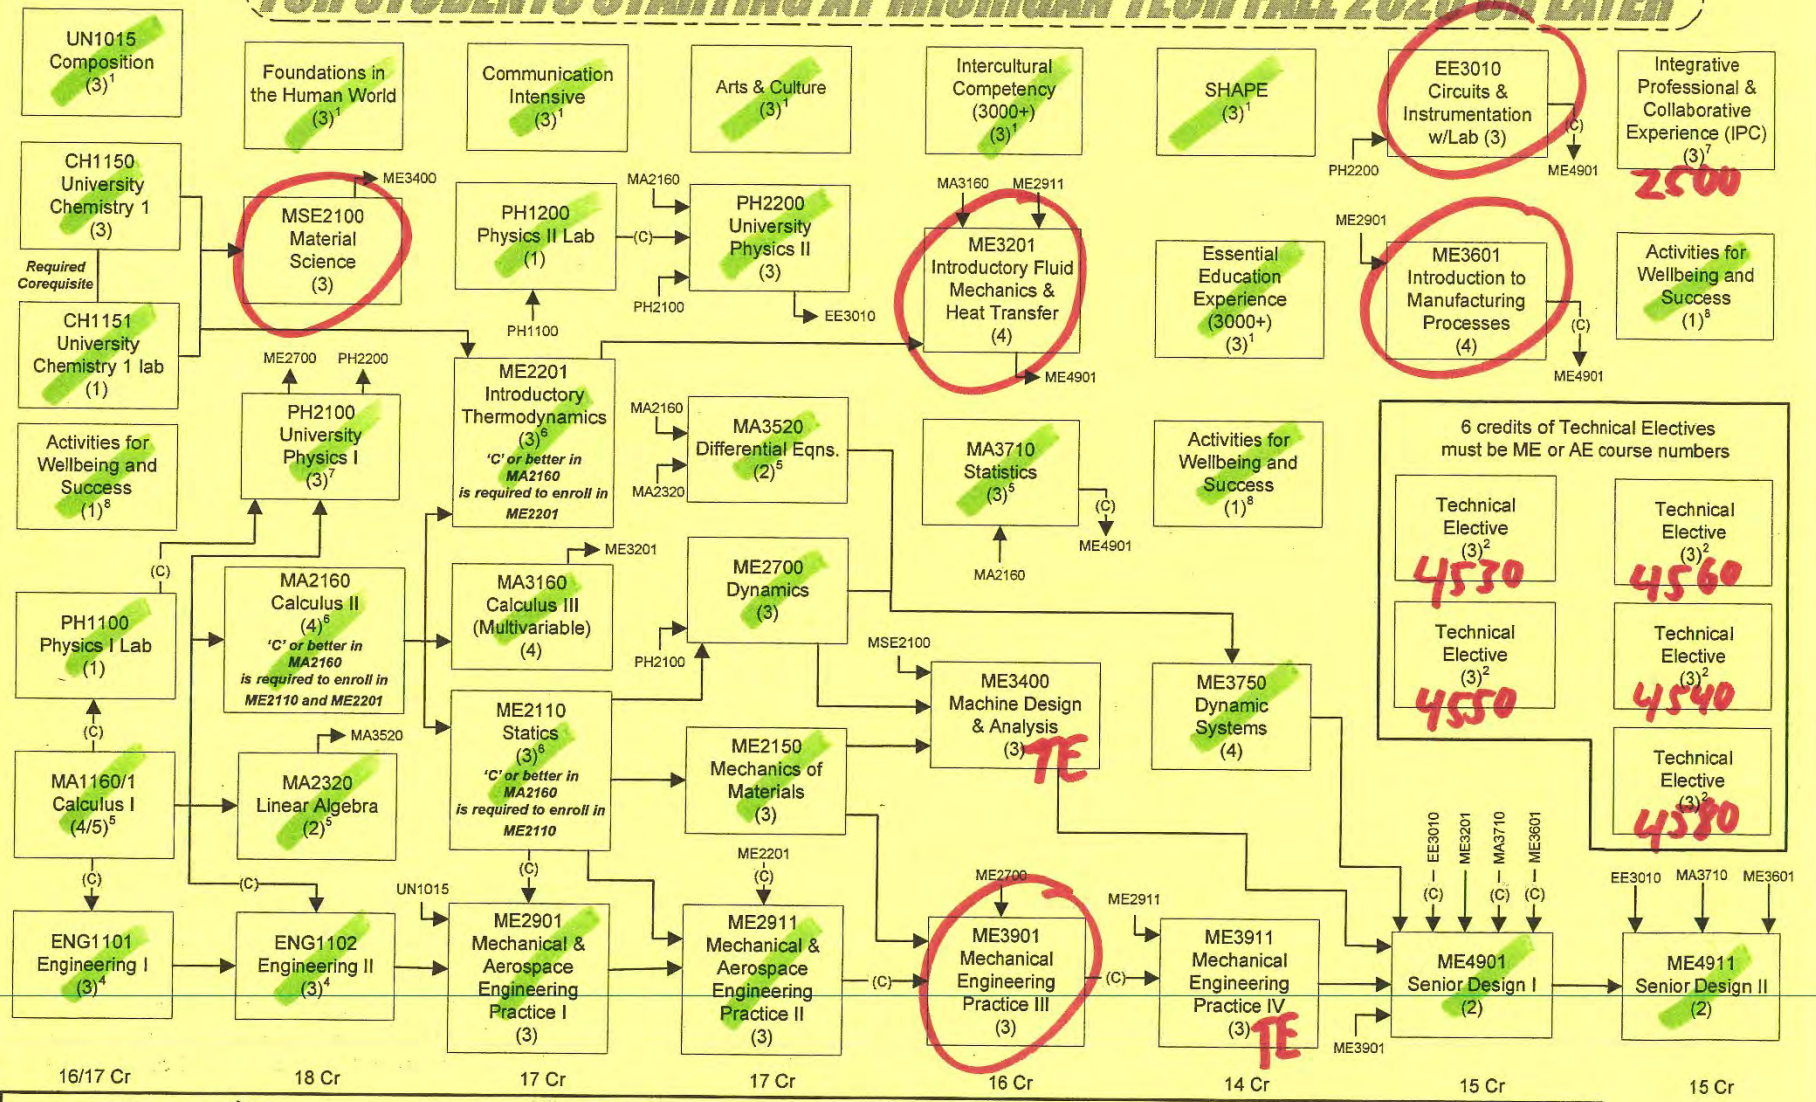 FOR STUDENTS STARTING AT MICHIGAN TECH FALL 2020 OR LATER
UN1015
Composition
(3)¹
CH1150
University
Chemistry 1
(3)
Required
Corequisite
CH1151
University
Chemistry 1 lab
(1)
Activities for
Wellbeing and
Success
(1)⁸
(C)
PH1100
Physics I Lab
(1)
(C)
MA1160/1
Calculus I
(4/5)⁵
(C)
ENG1101
Engineering I
(3)⁴
16/17 Cr
Foundations in
the Human World
(3)¹
ME3400
MSE2100
Material
Science
(3)
ME2700
PH2200
PH2100
University
Physics I
(3)⁷
MA2160
Calculus II
(4)⁶
'C' or better in
MA2160
is required to enroll in
ME2110 and ME2201
MA3520
MA2320
Linear Algebra
(2)⁵
(C)
ENG1102
Engineering II
(3)⁴
18 Cr
Communication
Intensive
(3)¹
PH1200
Physics II Lab
(1)
(C)
PH1100
ME2201
Introductory
Thermodynamics
(3)⁶
'C' or better in
MA2160
is required to enroll in
ME2201
ME3201
MA3160
Calculus III
(Multivariable)
(4)
ME2110
Statics
(3)⁶
'C' or better in
MA2160
is required to enroll in
ME2110
(C)
UN1015
ME2901
Mechanical &
Aerospace
Engineering
Practice I
(3)
17 Cr
Arts & Culture
(3)¹
MA2160
PH2200
University
Physics II
(3)
PH2100
EE3010
MA2160
MA3520
Differential Eqns.
(2)⁵
MA2320
ME2700
Dynamics
(3)
PH2100
ME2150
Mechanics of
Materials
(3)
ME2201
(C)
ME2911
Mechanical &
Aerospace
Engineering
Practice II
(3)
(C)
17 Cr
Intercultural
Competency
(3000+)
(3)¹
MA3160
ME2911
ME3201
Introductory Fluid
Mechanics &
Heat Transfer
(4)
ME4901
MA3710
Statistics
(3)⁵
(C)
ME4901
MA2160
MSE2100
ME3400
Machine Design
& Analysis
(3)
TE
ME2700
ME3901
Mechanical
Engineering
Practice III
(3)
(C)
16 Cr
SHAPE
(3)¹
Essential
Education
Experience
(3000+)
(3)¹
Activities for
Wellbeing and
Success
(1)⁸
ME3750
Dynamic
Systems
(4)
ME2911
ME3911
Mechanical
Engineering
Practice IV
(3)
TE
14 Cr
EE3010
Circuits &
Instrumentation
w/Lab (3)
PH2200
(C)
ME4901
ME2901
ME3601
Introduction to
Manufacturing
Processes
(4)
(C)
ME4901
6 credits of Technical Electives
must be ME or AE course numbers
Technical
Elective
(3)²
4530
Technical
Elective
(3)²
4550
EE3010
(C)
ME3201
MA3710
(C)
ME3601
(C)
ME4901
Senior Design I
(2)
ME3901
15 Cr
Integrative
Professional &
Collaborative
Experience (IPC)
(3)⁷
2500
Activities for
Wellbeing and
Success
(1)⁸
Technical
Elective
(3)²
4560
Technical
Elective
(3)²
4540
Technical
Elective
(3)²
4580
EE3010
MA3710
ME3601
ME4911
Senior Design II
(2)
15 Cr